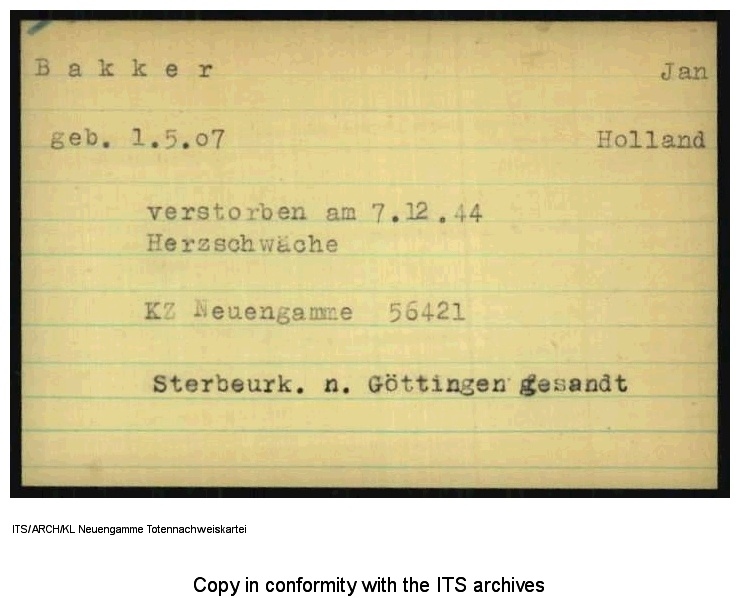 B a k k e r Jan
geb. 1.5.07 Holland
verstorben am 7.12.44
Herzschwäche
KZ Neuengamme 56421
Sterbeurk. n. Göttingen gesandt
ITS/ARCH/KL Neuengamme Totennachweiskartei
Copy in conformity with the ITS archives